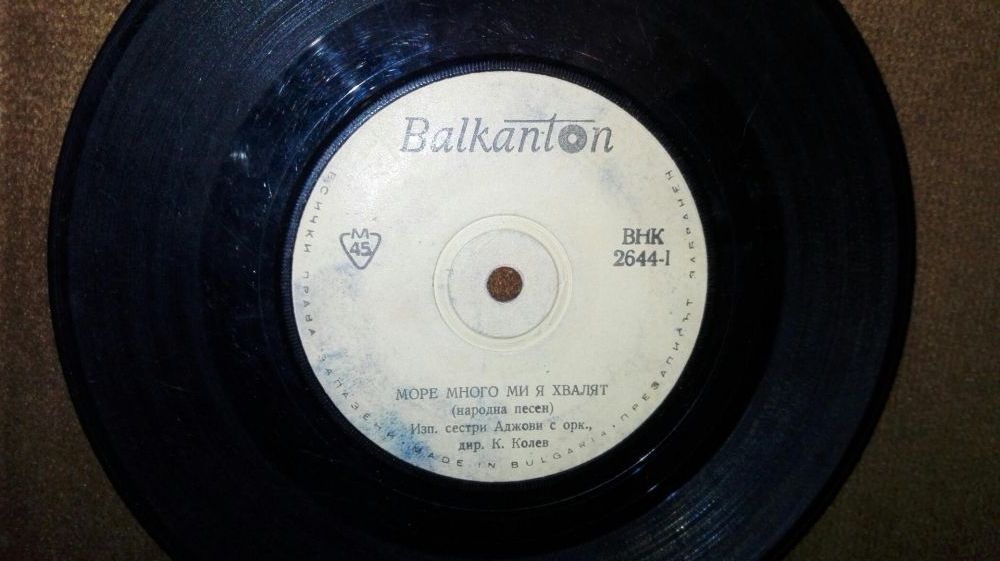 Balkanton
М
45
ВНК
2644-I
МОРЕ МНОГО МИ Я ХВАЛЯТ
(народна песен)
Изп. сестри Аджови с орк.,
дир. К. Колев
ВСИЧКИ ПРАВА ЗАПАЗЕНИ MADE IN BULGARIA, ПРЕЗАПИСЪТ ЗАБРАНЕН